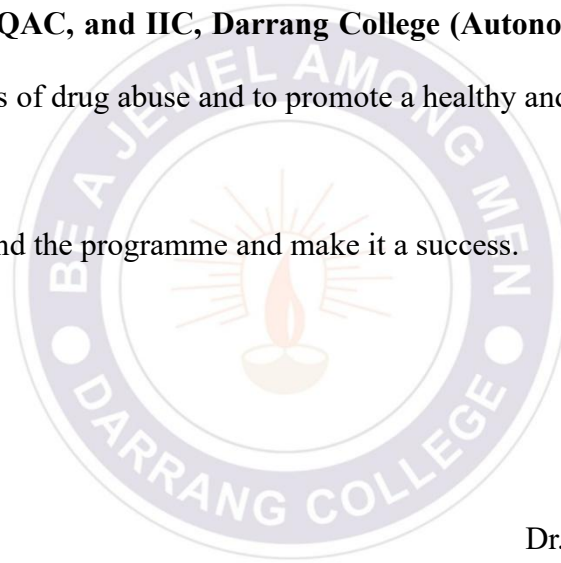 QAC, and IIC, Darrang College (Autono
s of drug abuse and to promote a healthy and
nd the programme and make it a success.
BE A JEWEL AMONG MEN
DARRANG COLLEGE
Dr.